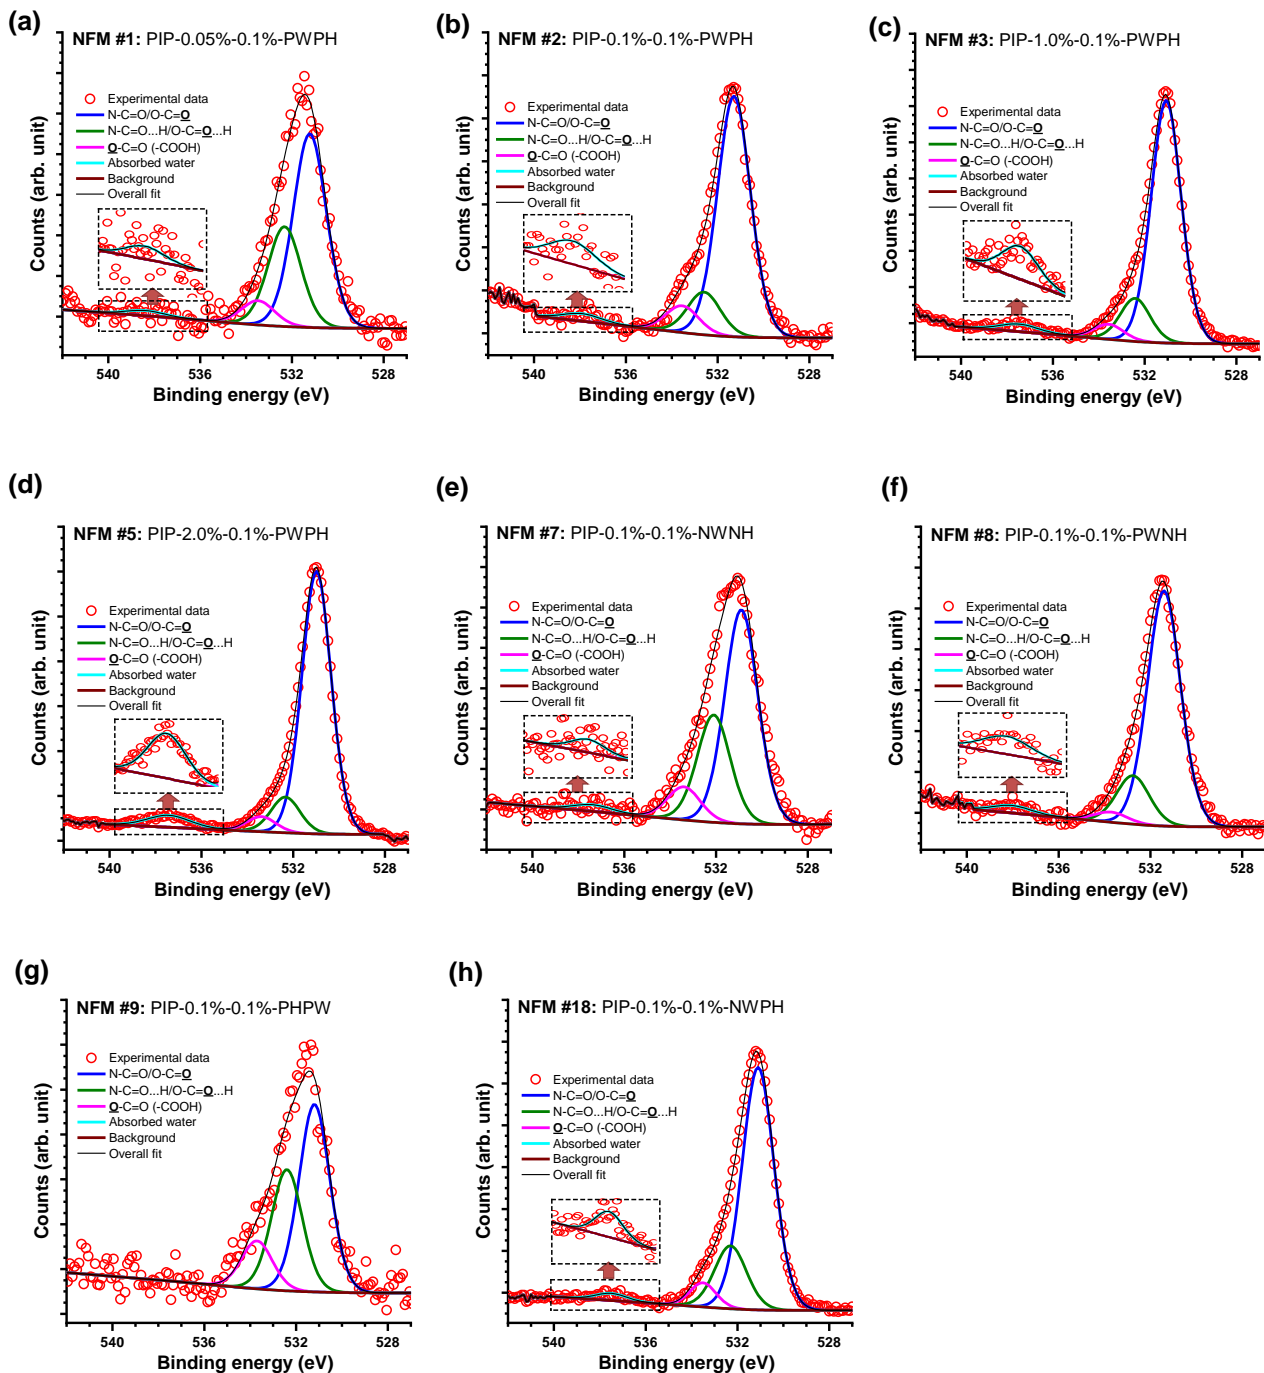 (a)
NFM #1: PIP-0.05%-0.1%-PWPH
Experimental data
N-C=O/O-C=O
N-C=O...H/O-C=O...H
O-C=O (-COOH)
Absorbed water
Background
Overall fit
Counts (arb. unit)
540 536 532 528
Binding energy (eV)
(b)
NFM #2: PIP-0.1%-0.1%-PWPH
Experimental data
N-C=O/O-C=O
N-C=O...H/O-C=O...H
O-C=O (-COOH)
Absorbed water
Background
Overall fit
Counts (arb. unit)
540 536 532 528
Binding energy (eV)
(c)
NFM #3: PIP-1.0%-0.1%-PWPH
Experimental data
N-C=O/O-C=O
N-C=O...H/O-C=O...H
O-C=O (-COOH)
Absorbed water
Background
Overall fit
Counts (arb. unit)
540 536 532 528
Binding energy (eV)
(d)
NFM #5: PIP-2.0%-0.1%-PWPH
Experimental data
N-C=O/O-C=O
N-C=O...H/O-C=O...H
O-C=O (-COOH)
Absorbed water
Background
Overall fit
Counts (arb. unit)
540 536 532 528
Binding energy (eV)
(e)
NFM #7: PIP-0.1%-0.1%-NWNH
Experimental data
N-C=O/O-C=O
N-C=O...H/O-C=O...H
O-C=O (-COOH)
Absorbed water
Background
Overall fit
Counts (arb. unit)
540 536 532 528
Binding energy (eV)
(f)
NFM #8: PIP-0.1%-0.1%-PWNH
Experimental data
N-C=O/O-C=O
N-C=O...H/O-C=O...H
O-C=O (-COOH)
Absorbed water
Background
Overall fit
Counts (arb. unit)
540 536 532 528
Binding energy (eV)
(g)
NFM #9: PIP-0.1%-0.1%-PHPW
Experimental data
N-C=O/O-C=O
N-C=O...H/O-C=O...H
O-C=O (-COOH)
Absorbed water
Background
Overall fit
Counts (arb. unit)
540 536 532 528
Binding energy (eV)
(h)
NFM #18: PIP-0.1%-0.1%-NWPH
Experimental data
N-C=O/O-C=O
N-C=O...H/O-C=O...H
O-C=O (-COOH)
Absorbed water
Background
Overall fit
Counts (arb. unit)
540 536 532 528
Binding energy (eV)